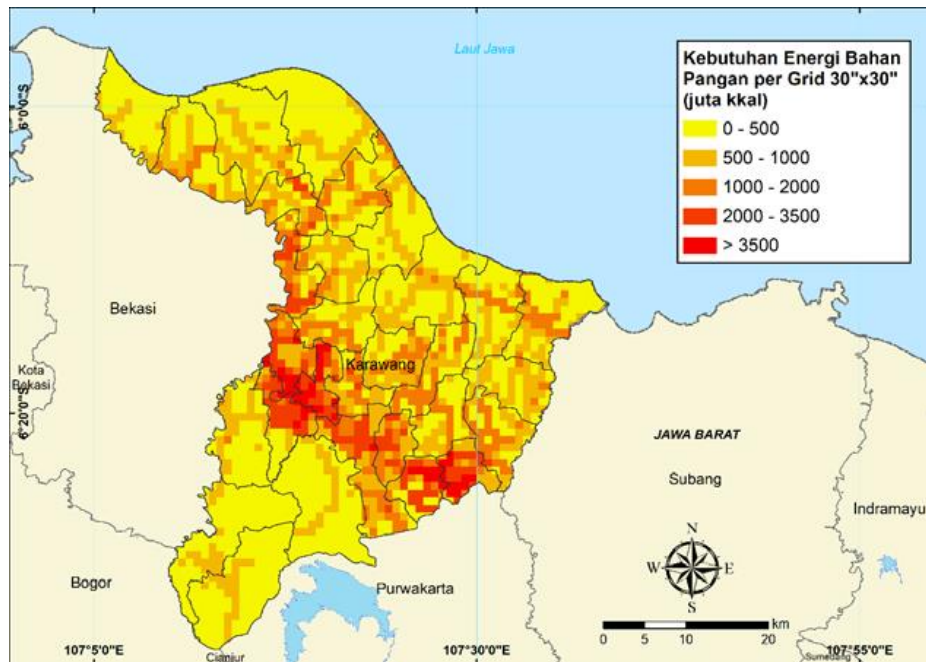 Laut Jawa
Kebutuhan Energi Bahan
Pangan per Grid 30"x30"
(juta kkal)
0 - 500
500 - 1000
1000 - 2000
2000 - 3500
> 3500
6°0'0"S
Bekasi
Kota
Bekasi
Karawang
6°20'0"S
JAWA BARAT
Subang
Indramayu
N
W E
S
Bogor
Purwakarta
km
0 5 10 20
107°5'0"E
Cianjur
107°30'0"E
Sumedang
107°55'0"E